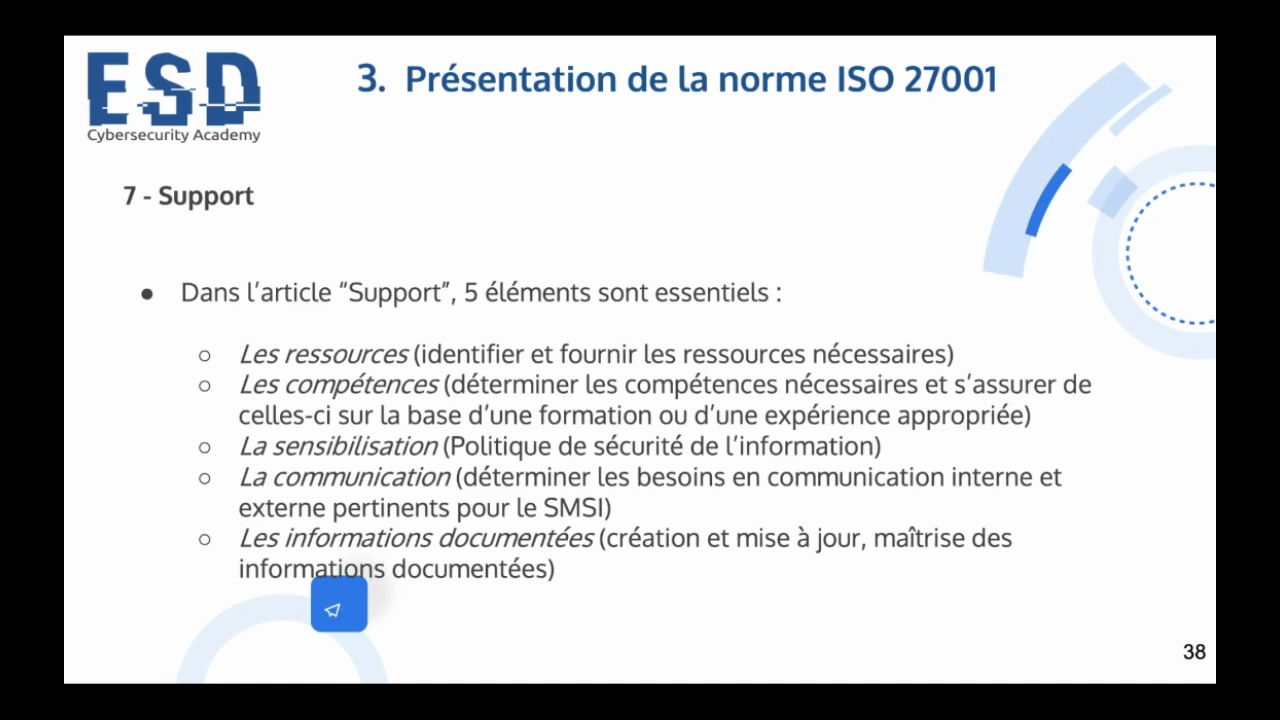 ESD
Cybersecurity Academy
3. Présentation de la norme ISO 27001
7 - Support
● Dans l’article “Support”, 5 éléments sont essentiels :
○ Les ressources (identifier et fournir les ressources nécessaires)
○ Les compétences (déterminer les compétences nécessaires et s’assurer de
celles-ci sur la base d’une formation ou d’une expérience appropriée)
○ La sensibilisation (Politique de sécurité de l’information)
○ La communication (déterminer les besoins en communication interne et
externe pertinents pour le SMSI)
○ Les informations documentées (création et mise à jour, maîtrise des
informations documentées)
38